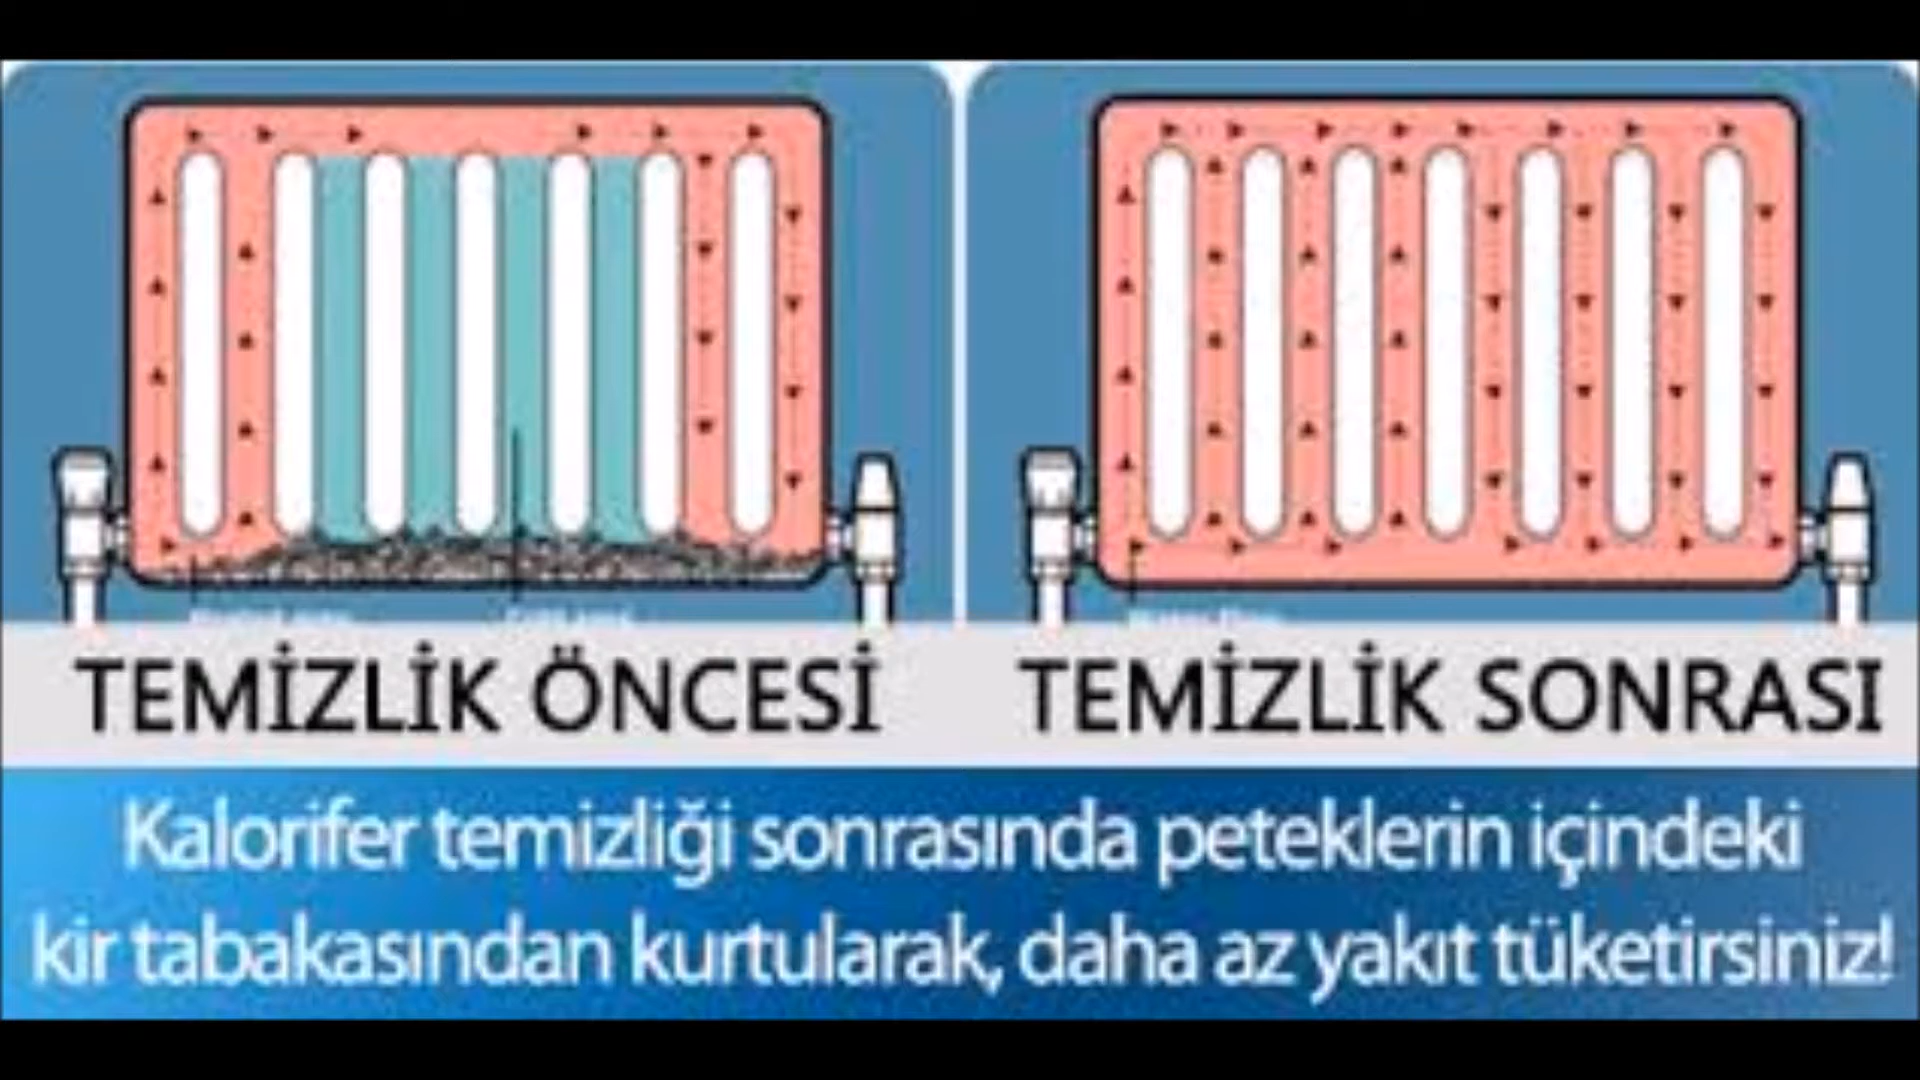 TEMİZLİK ÖNCESİ
TEMİZLİK SONRASI
Kalorifer temizliği sonrasında peteklerin içindeki
kir tabakasından kurtularak, daha az yakıt tüketirsiniz!